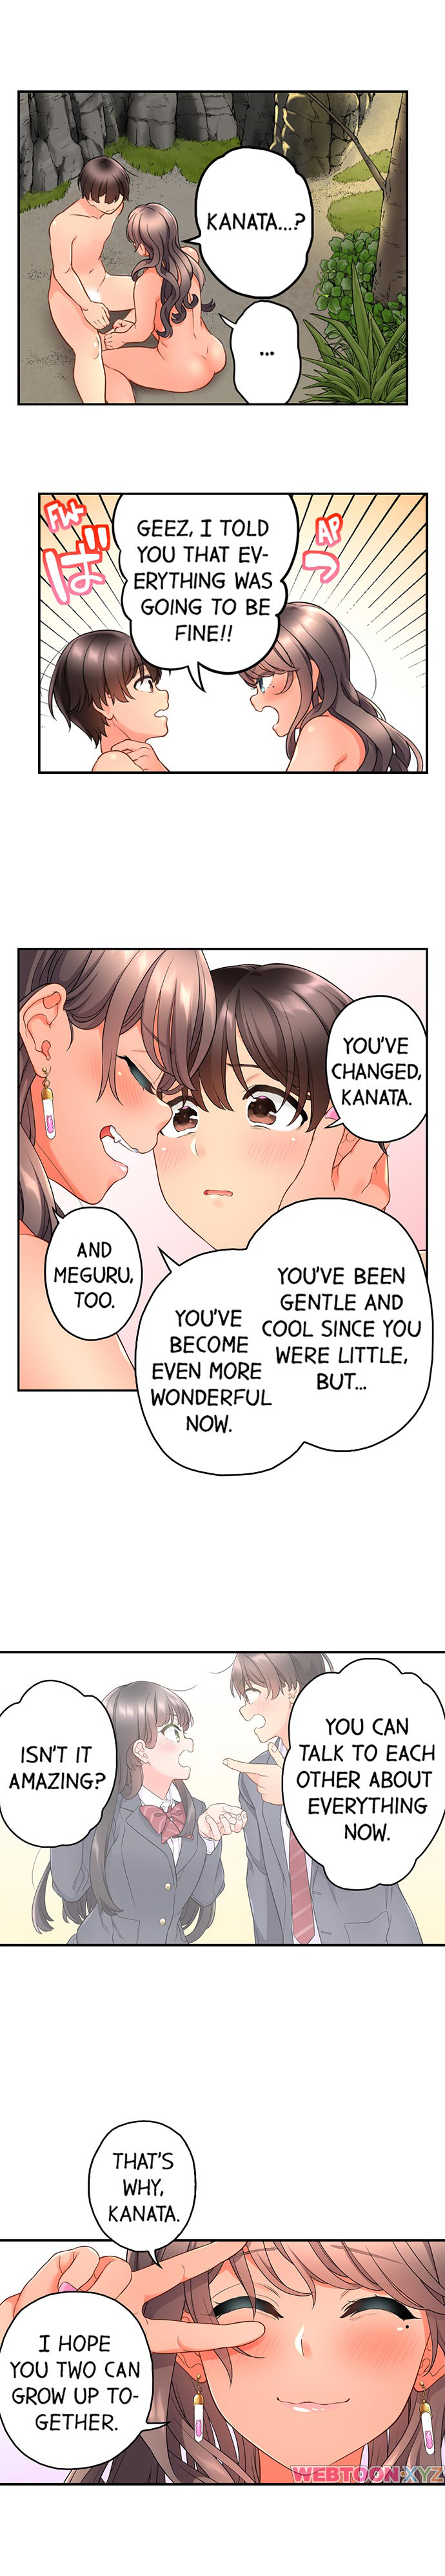 KANATA...?
...
FW-
ば
AP
っ
GEEZ, I TOLD
YOU THAT EV-
ERYTHING WAS
GOING TO BE
FINE!!
YOU'VE
CHANGED,
KANATA.
AND
MEGURU,
TOO.
YOU'VE BEEN
GENTLE AND
COOL SINCE YOU
WERE LITTLE,
BUT...
YOU'VE
BECOME
EVEN MORE
WONDERFUL
NOW.
YOU CAN
TALK TO EACH
OTHER ABOUT
EVERYTHING
NOW.
ISN'T IT
AMAZING?
THAT'S
WHY,
KANATA.
I HOPE
YOU TWO CAN
GROW UP TO-
GETHER.
WEBTOON.XYZ